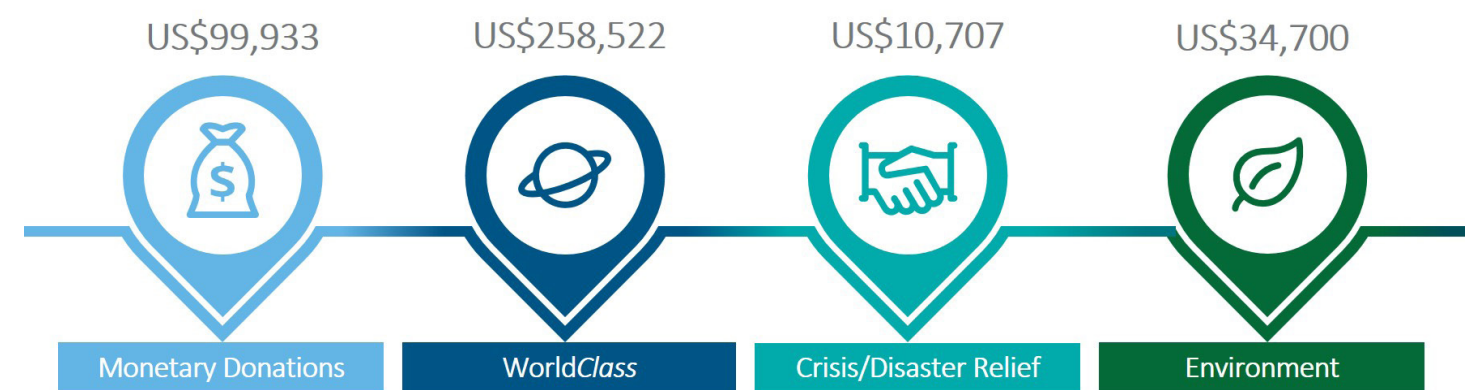 US$99,933 US$258,522 US$10,707 US$34,700
$
Monetary Donations WorldClass Crisis/Disaster Relief Environment